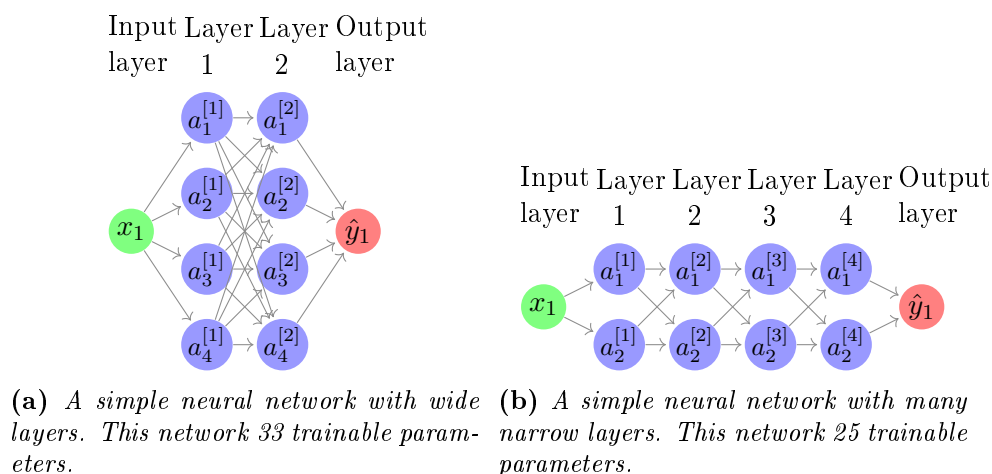 Input Layer Layer Output
layer 1 2 layer
a_1^{[1]} a_1^{[2]}
a_2^{[1]} a_2^{[2]}
x_1 ŷ_1
a_3^{[1]} a_3^{[2]}
a_4^{[1]} a_4^{[2]}
(a) A simple neural network with wide
layers. This network 33 trainable param-
eters.
Input Layer Layer Layer Layer Output
layer 1 2 3 4 layer
a_1^{[1]} a_1^{[2]} a_1^{[3]} a_1^{[4]}
x_1 ŷ_1
a_2^{[1]} a_2^{[2]} a_2^{[3]} a_2^{[4]}
(b) A simple neural network with many
narrow layers. This network 25 trainable
parameters.